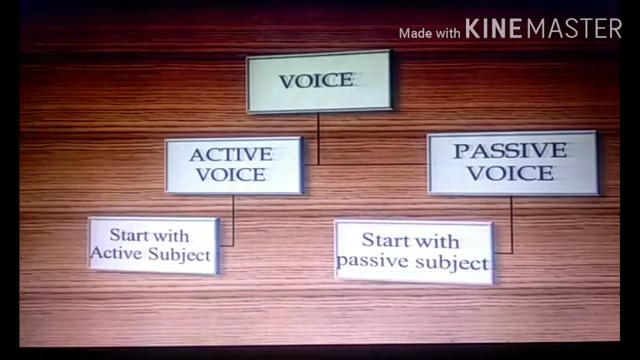 Made with KINEMASTER
VOICE
ACTIVE
VOICE
PASSIVE
VOICE
Start with
Active Subject
Start with
passive subject